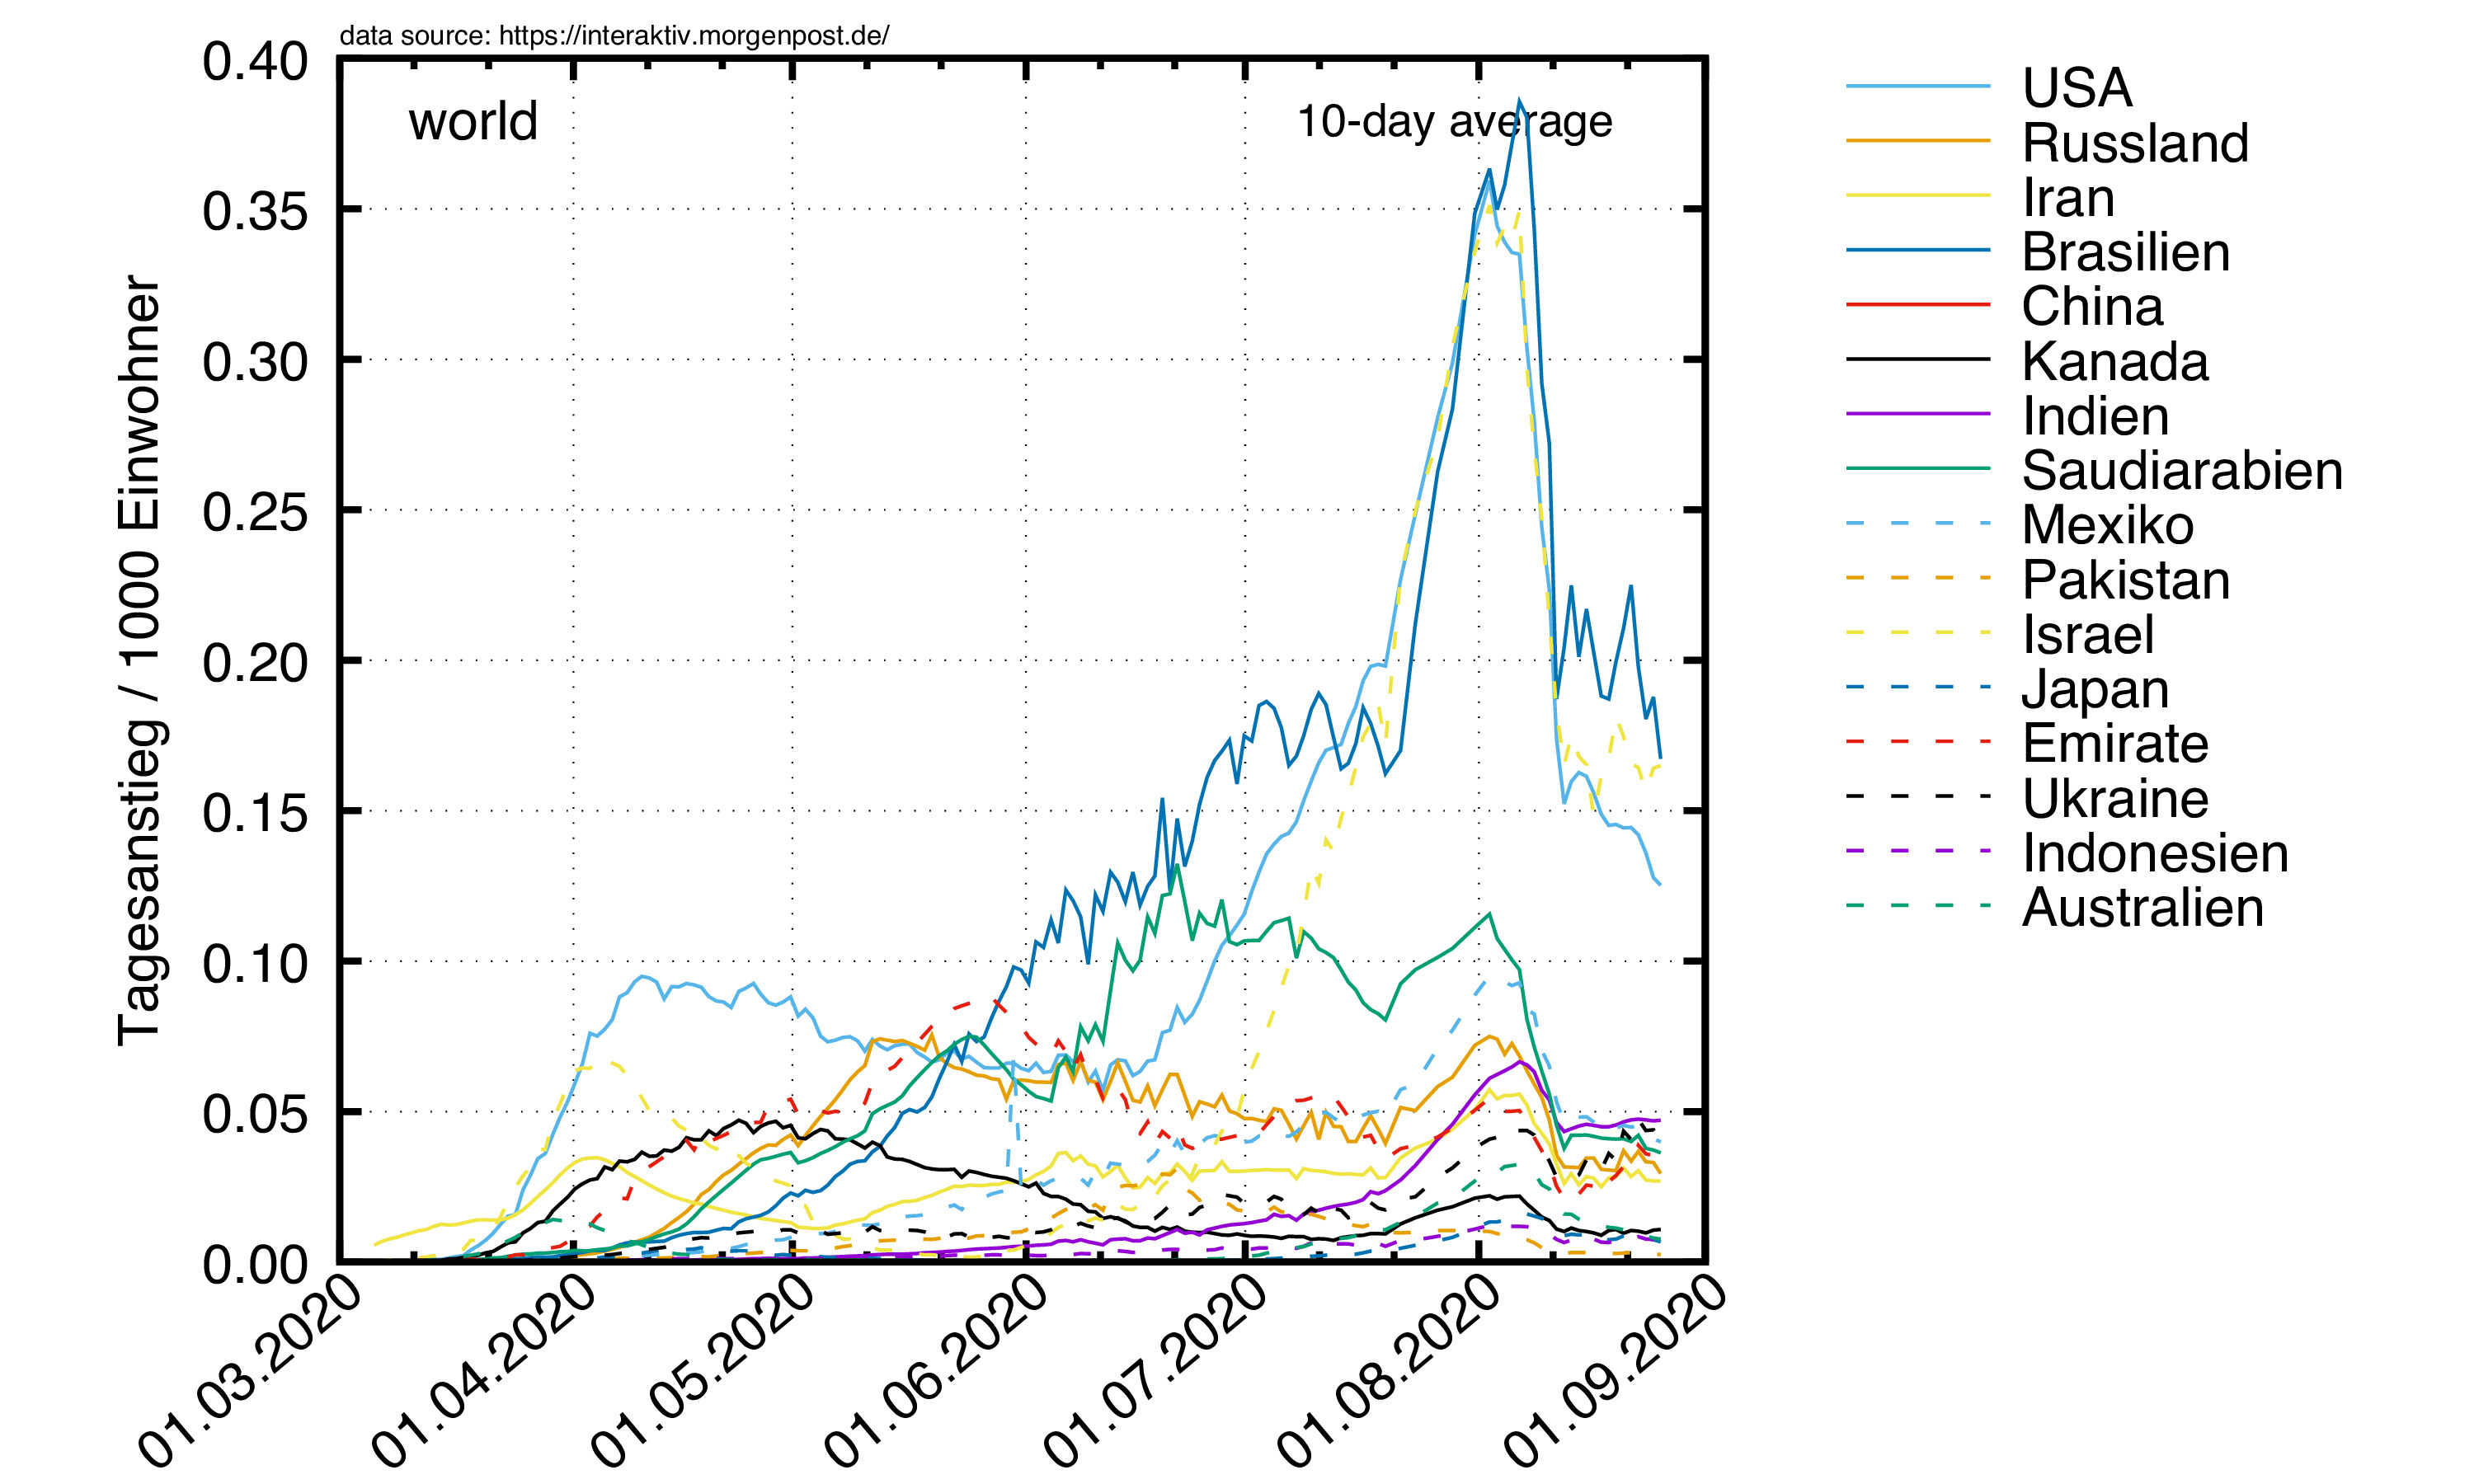 data source: https://interaktiv.morgenpost.de/
world
10-day average
Tagesanstieg / 1000 Einwohner
0.40
0.35
0.30
0.25
0.20
0.15
0.10
0.05
0.00
01.03.2020
01.04.2020
01.05.2020
01.06.2020
01.07.2020
01.08.2020
01.09.2020
USA
Russland
Iran
Brasilien
China
Kanada
Indien
Saudiarabien
Mexiko
Pakistan
Israel
Japan
Emirate
Ukraine
Indonesien
Australien